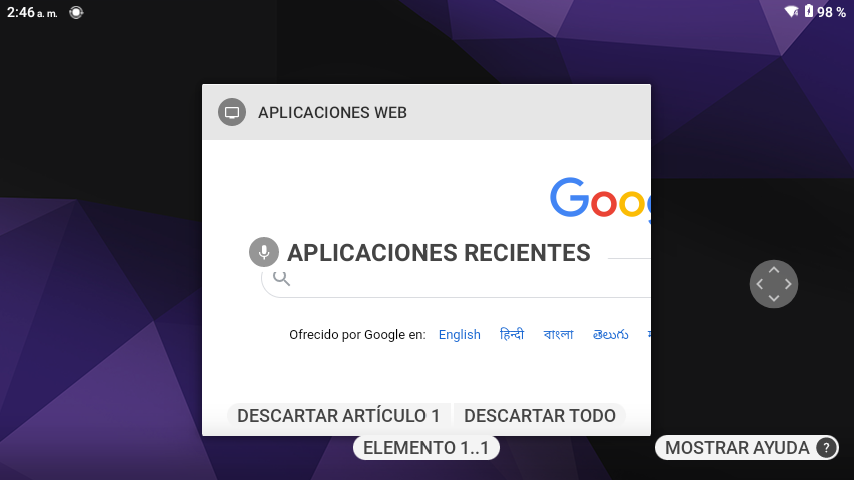 2:46 a. m. 98 %
APLICACIONES WEB
Goog
APLICACIONES RECIENTES
Ofrecido por Google en: English हिन्दी বাংলা తెలుగు
DESCARTAR ARTÍCULO 1 DESCARTAR TODO
ELEMENTO 1..1 MOSTRAR AYUDA ?